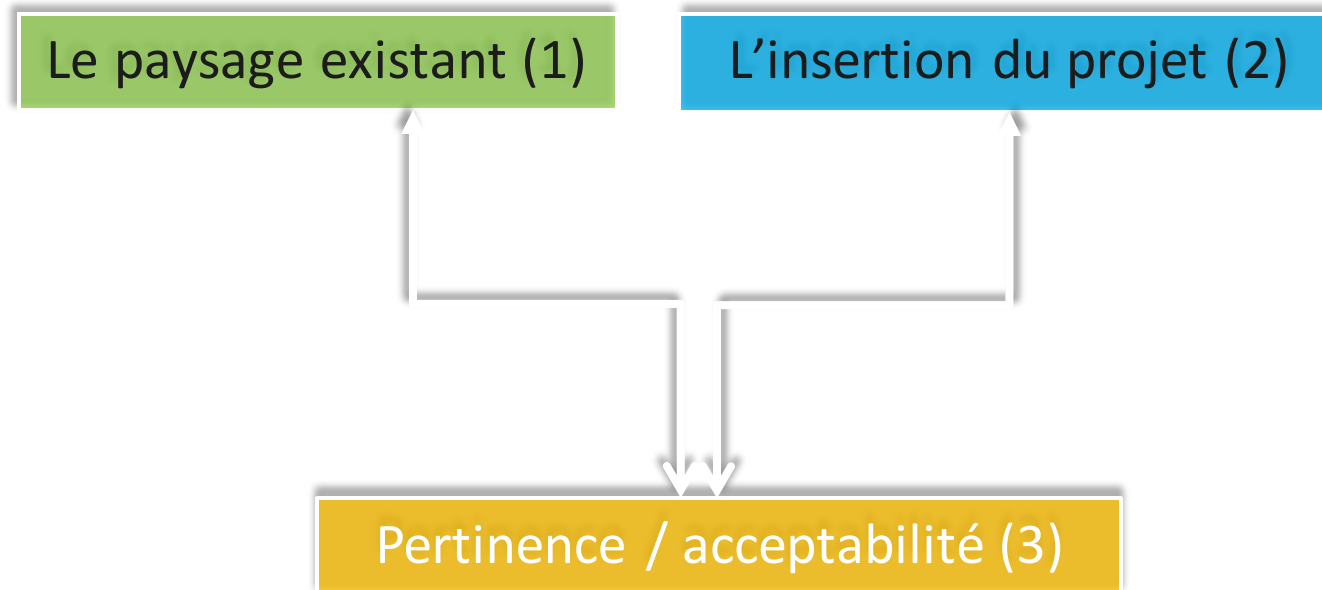 Le paysage existant (1)
L’insertion du projet (2)
Pertinence / acceptabilité (3)